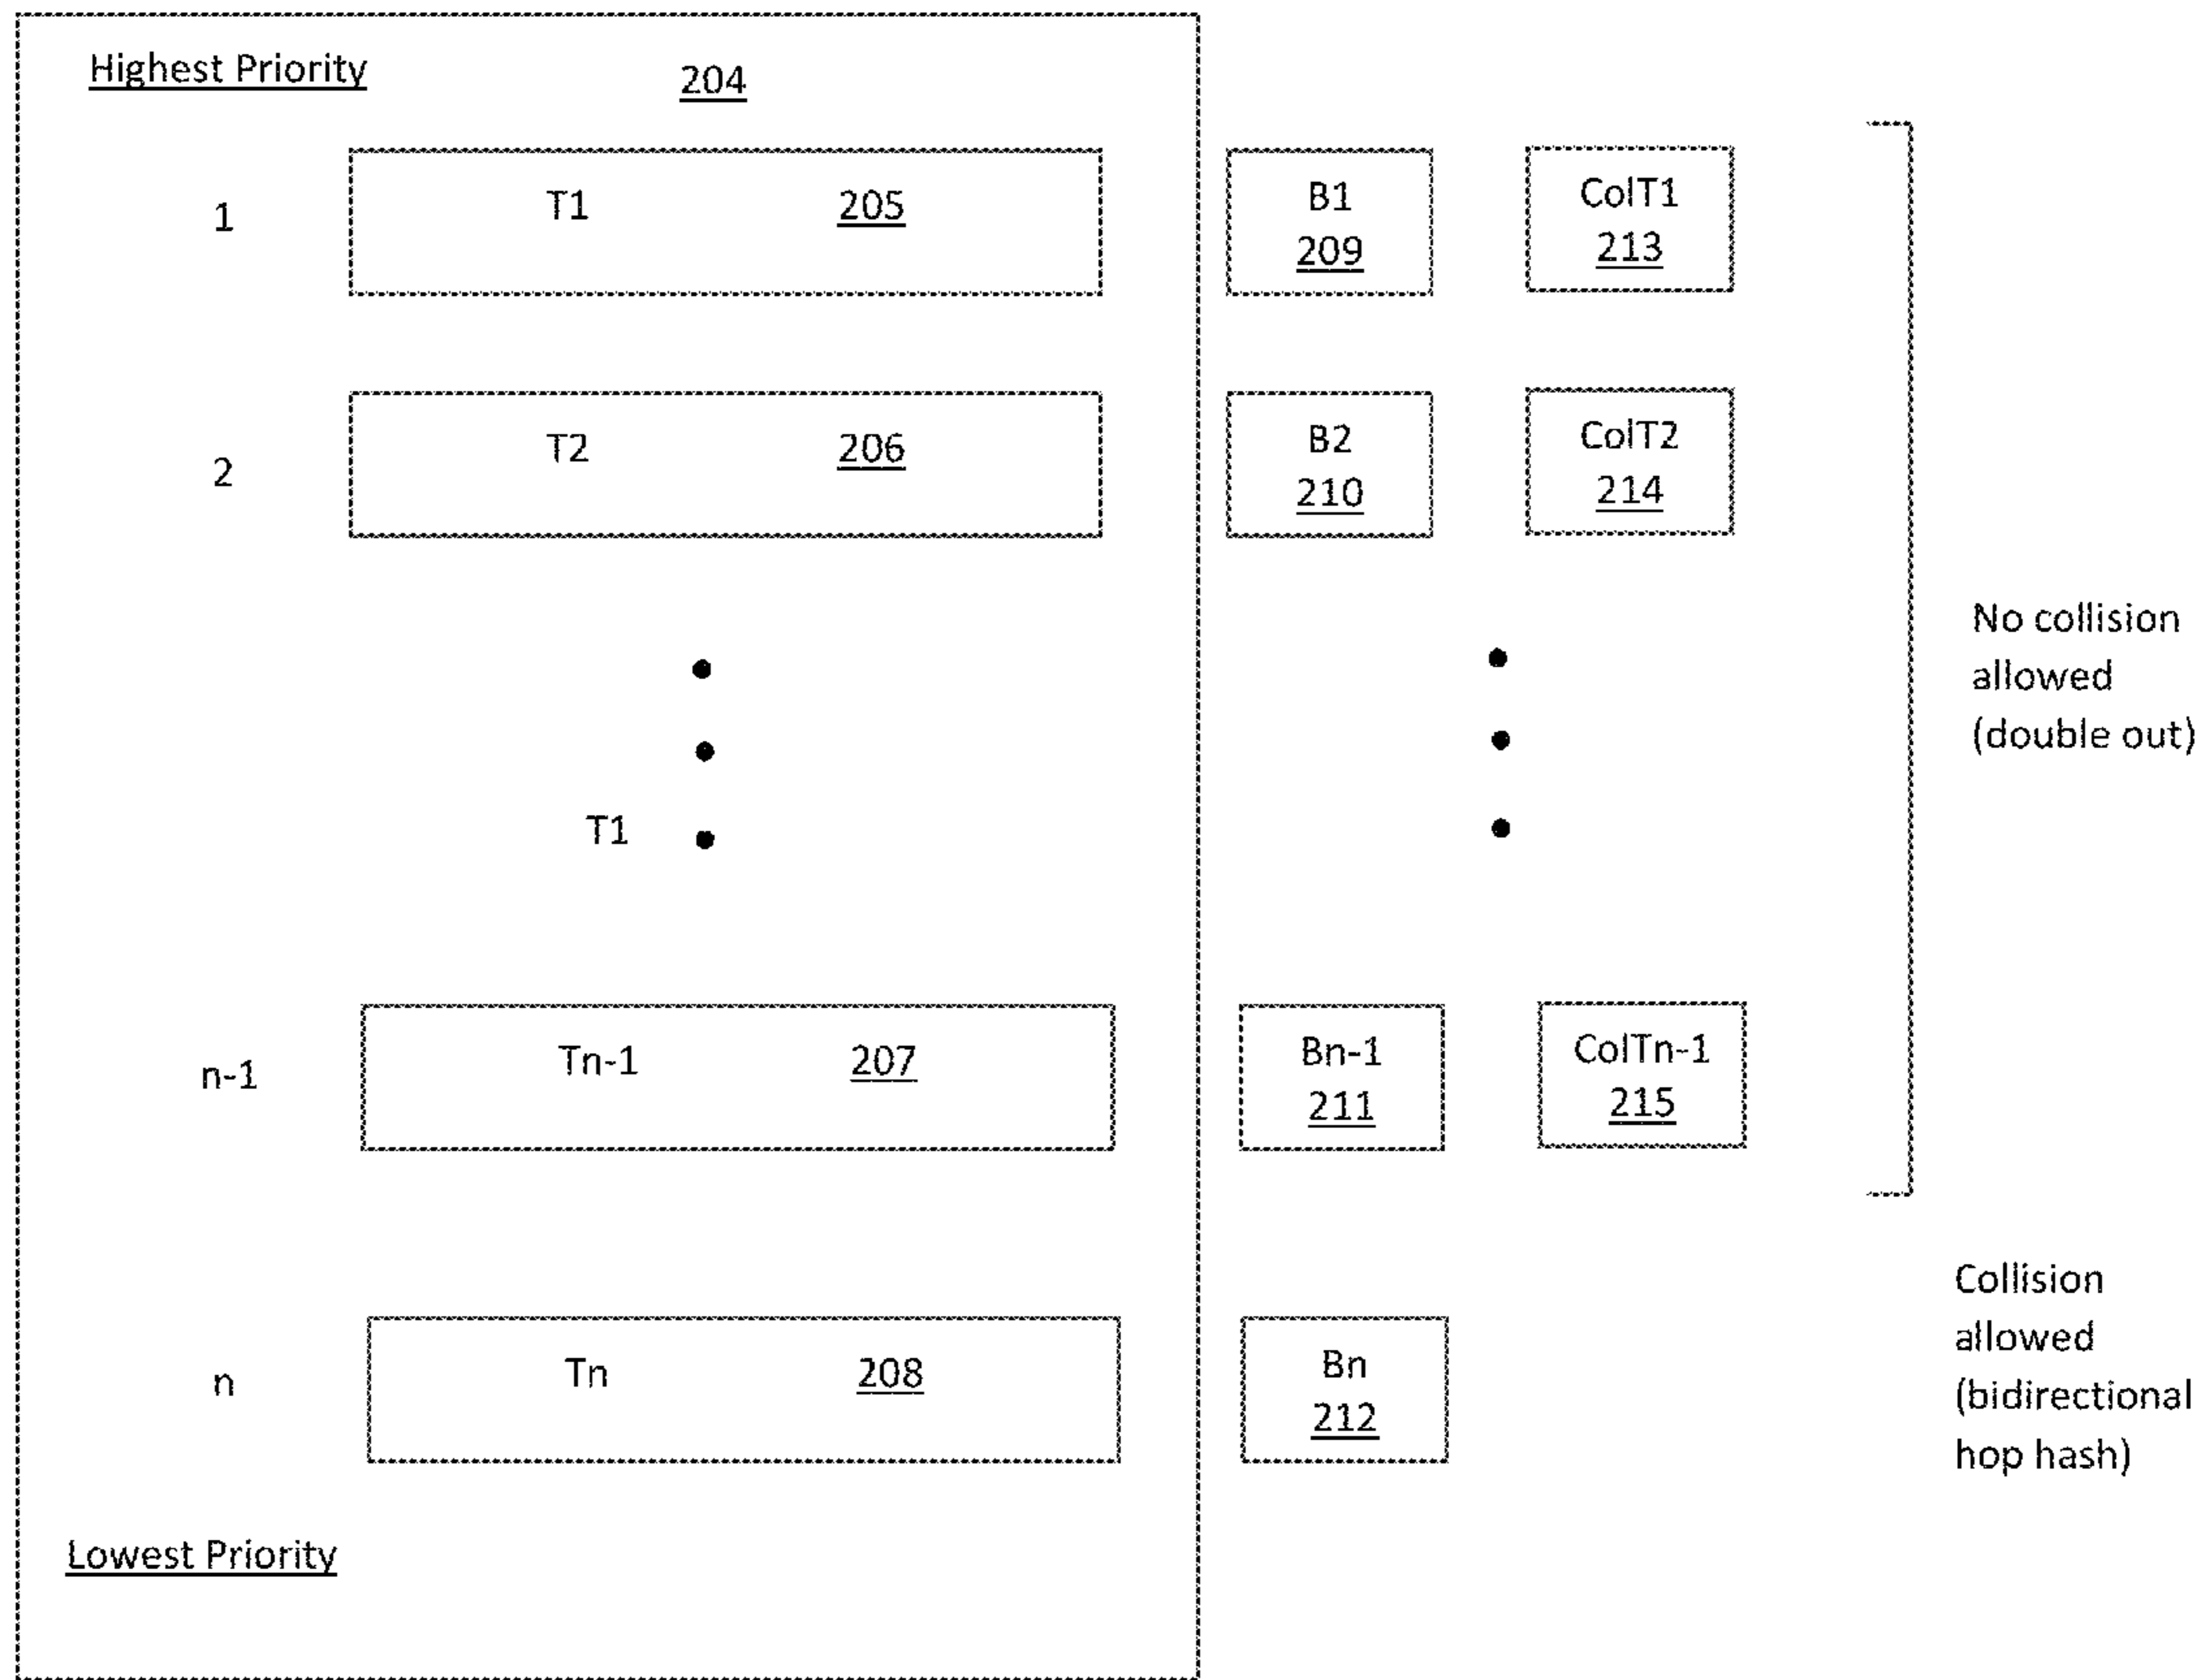 Highest Priority
204
1
T1
205
B1
209
ColT1
213
2
T2
206
B2
210
ColT2
214
No collision
allowed
(double out)
T1
n-1
Tn-1
207
Bn-1
211
ColTn-1
215
n
Tn
208
Bn
212
Collision
allowed
(bidirectional
hop hash)
Lowest Priority